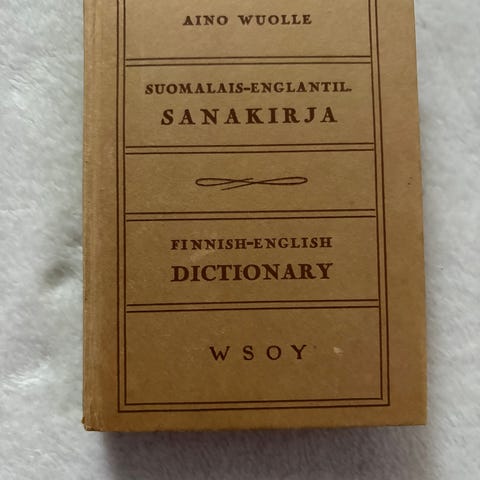 AINO WUOLLE
SUOMALAIS-ENGLANTIL.
SANAKIRJA
FINNISH-ENGLISH
DICTIONARY
WSOY